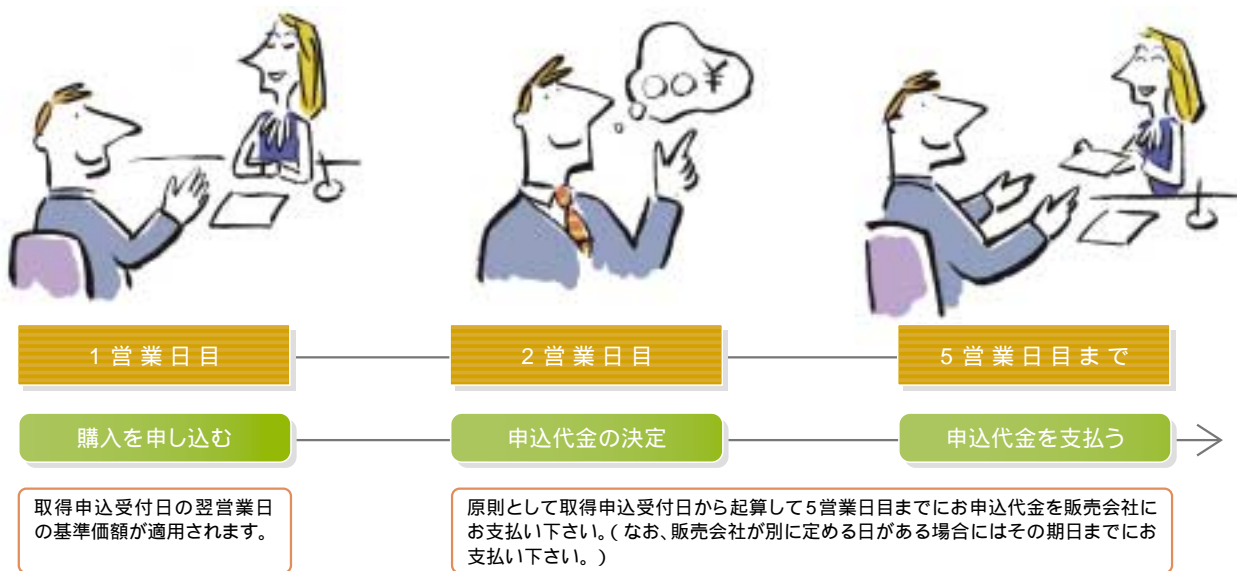 ○○¥
1営業日目
2営業日目
5営業日目まで
購入を申し込む
申込代金の決定
申込代金を支払う
取得申込受付日の翌営業日
の基準価額が適用されます。
原則として取得申込受付日から起算して5営業日目までにお申込代金を販売会社に
お支払い下さい。(なお、販売会社が別に定める日がある場合にはその期日までにお
支払い下さい。)